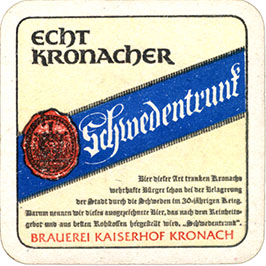 ECHT
KRONACHER
Schwedentrunk
Bier dieser Art tranken Kronachs
wehrhafte Bürger schon bei der Belagerung
der Stadt durch die Schweden im 30-jährigen Krieg.
Darum nennen wir dieses ausgezeichnete Bier, das nach dem Reinheits-
gebot und aus besten Rohstoffen hergestellt wird, „Schwedentrunk".
BRAUEREI KAISERHOF KRONACH